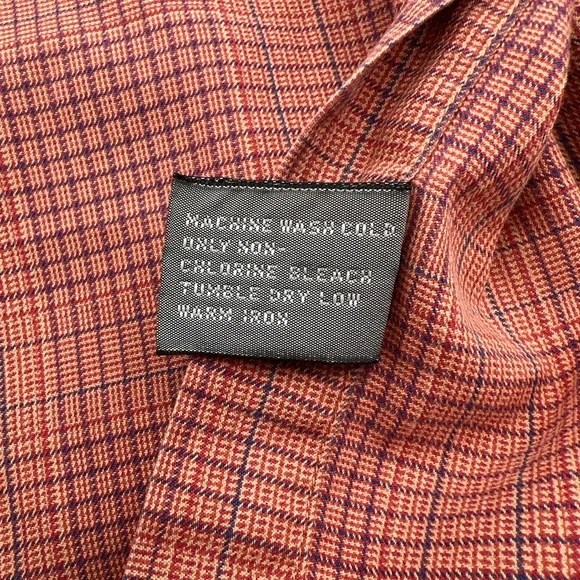 MACHINE WASH COLD
ONLY NON-
CHLORINE BLEACH
TUMBLE DRY LOW
WARM IRON